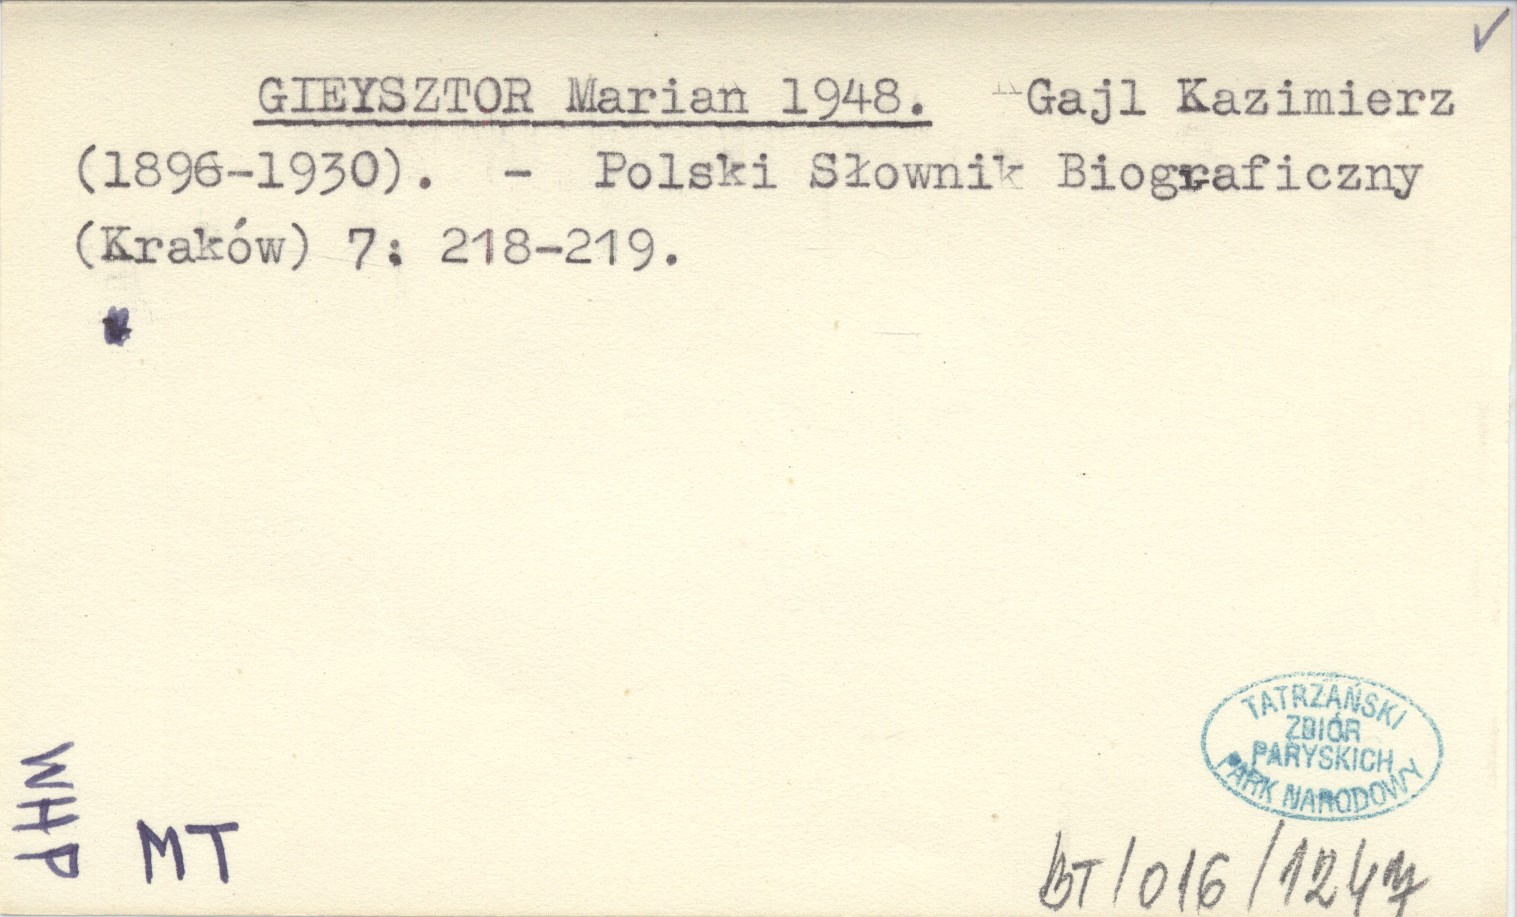 GIEYSZTOR Marian 1948. Gajl Kazimierz
(1896-1930). - Polski Słownik Biograficzny
(Kraków) 7: 218-219.
TATRZAŃSKI
ZBIÓR
PARYSKICH
PARK NARODOWY
WHP
MT
BT/016/1247